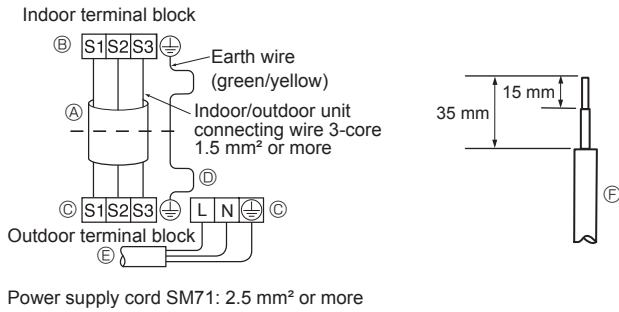 Indoor terminal block
Ⓑ S1 S2 S3 ⏚
Earth wire
(green/yellow)
Ⓐ
Indoor/outdoor unit
connecting wire 3-core
1.5 mm² or more
Ⓓ
Ⓒ S1 S2 S3 ⏚ L N ⏚ Ⓒ
Outdoor terminal block
Ⓔ
Power supply cord SM71: 2.5 mm² or more
15 mm
35 mm
Ⓕ